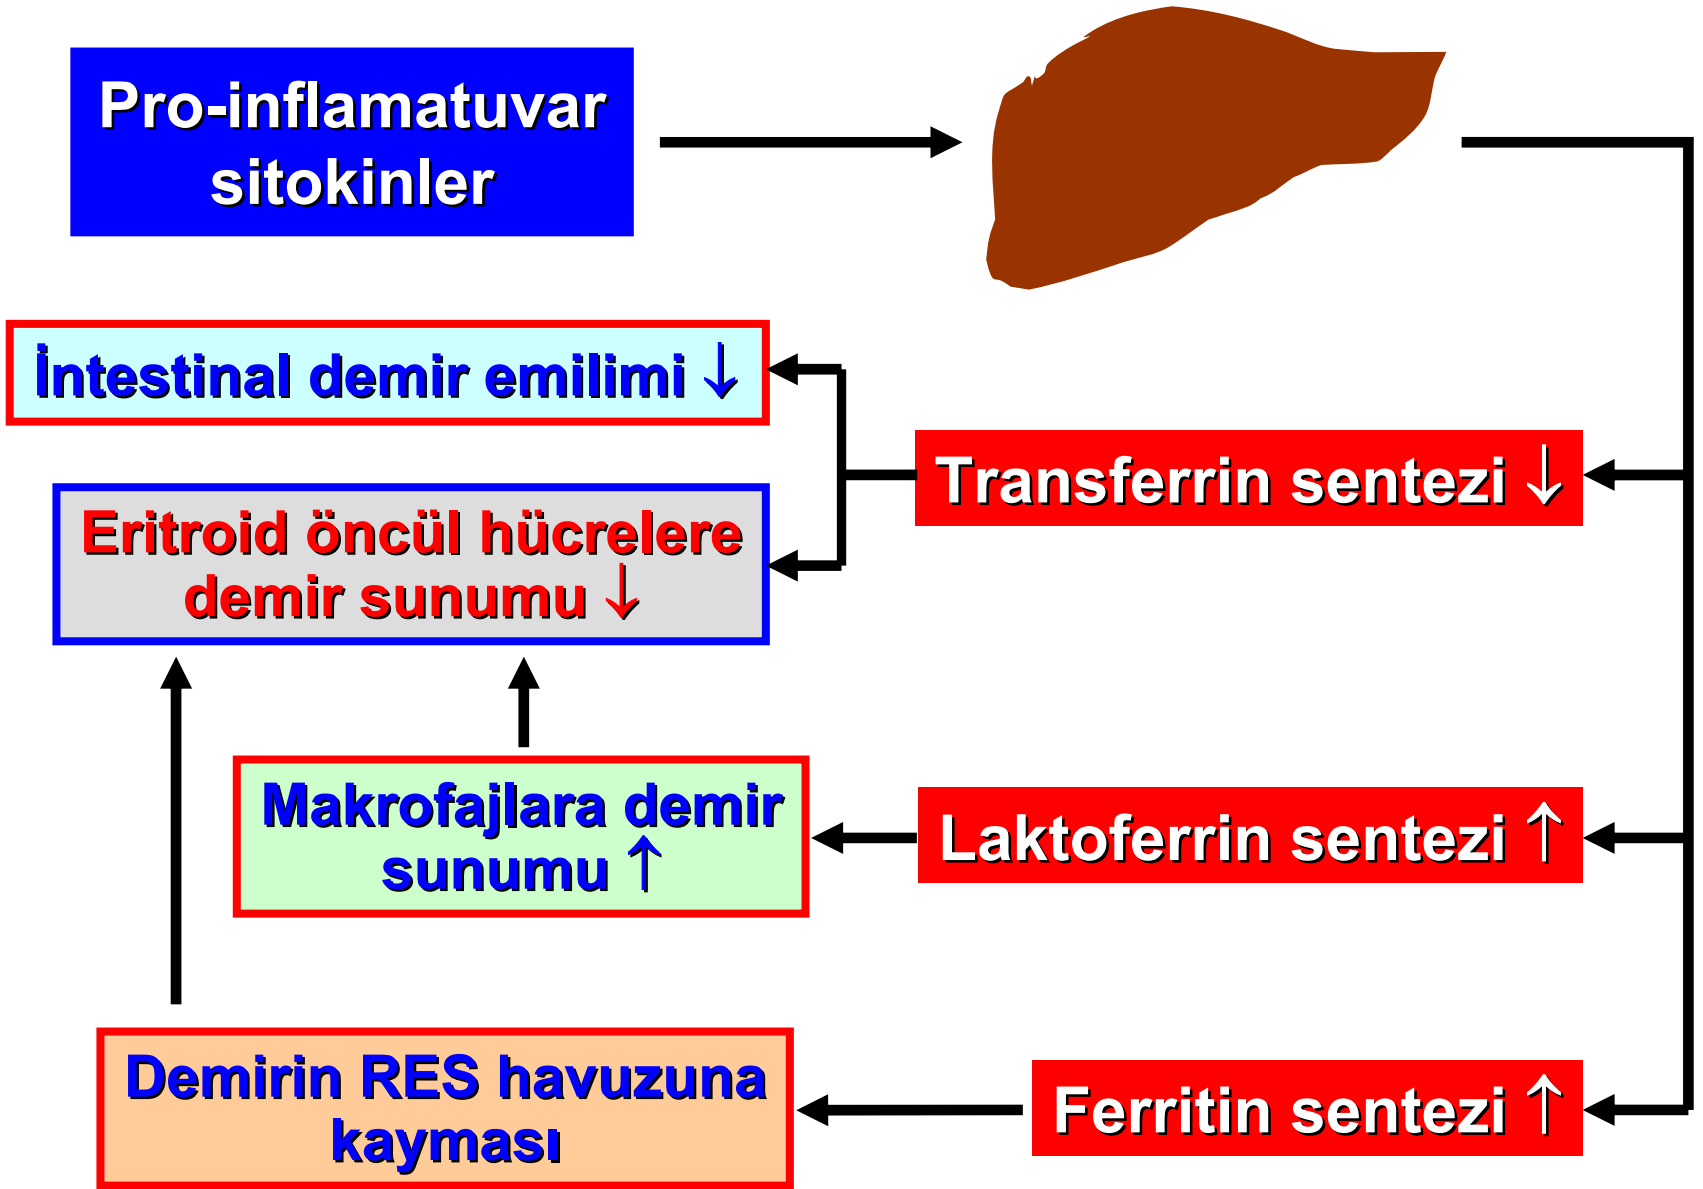 Pro-inflamatuvar
sitokinler
İntestinal demir emilimi ↓
Transferrin sentezi ↓
Eritroid öncül hücrelere
demir sunumu ↓
Makrofajlara demir
sunumu ↑
Laktoferrin sentezi ↑
Demirin RES havuzuna
kayması
Ferritin sentezi ↑